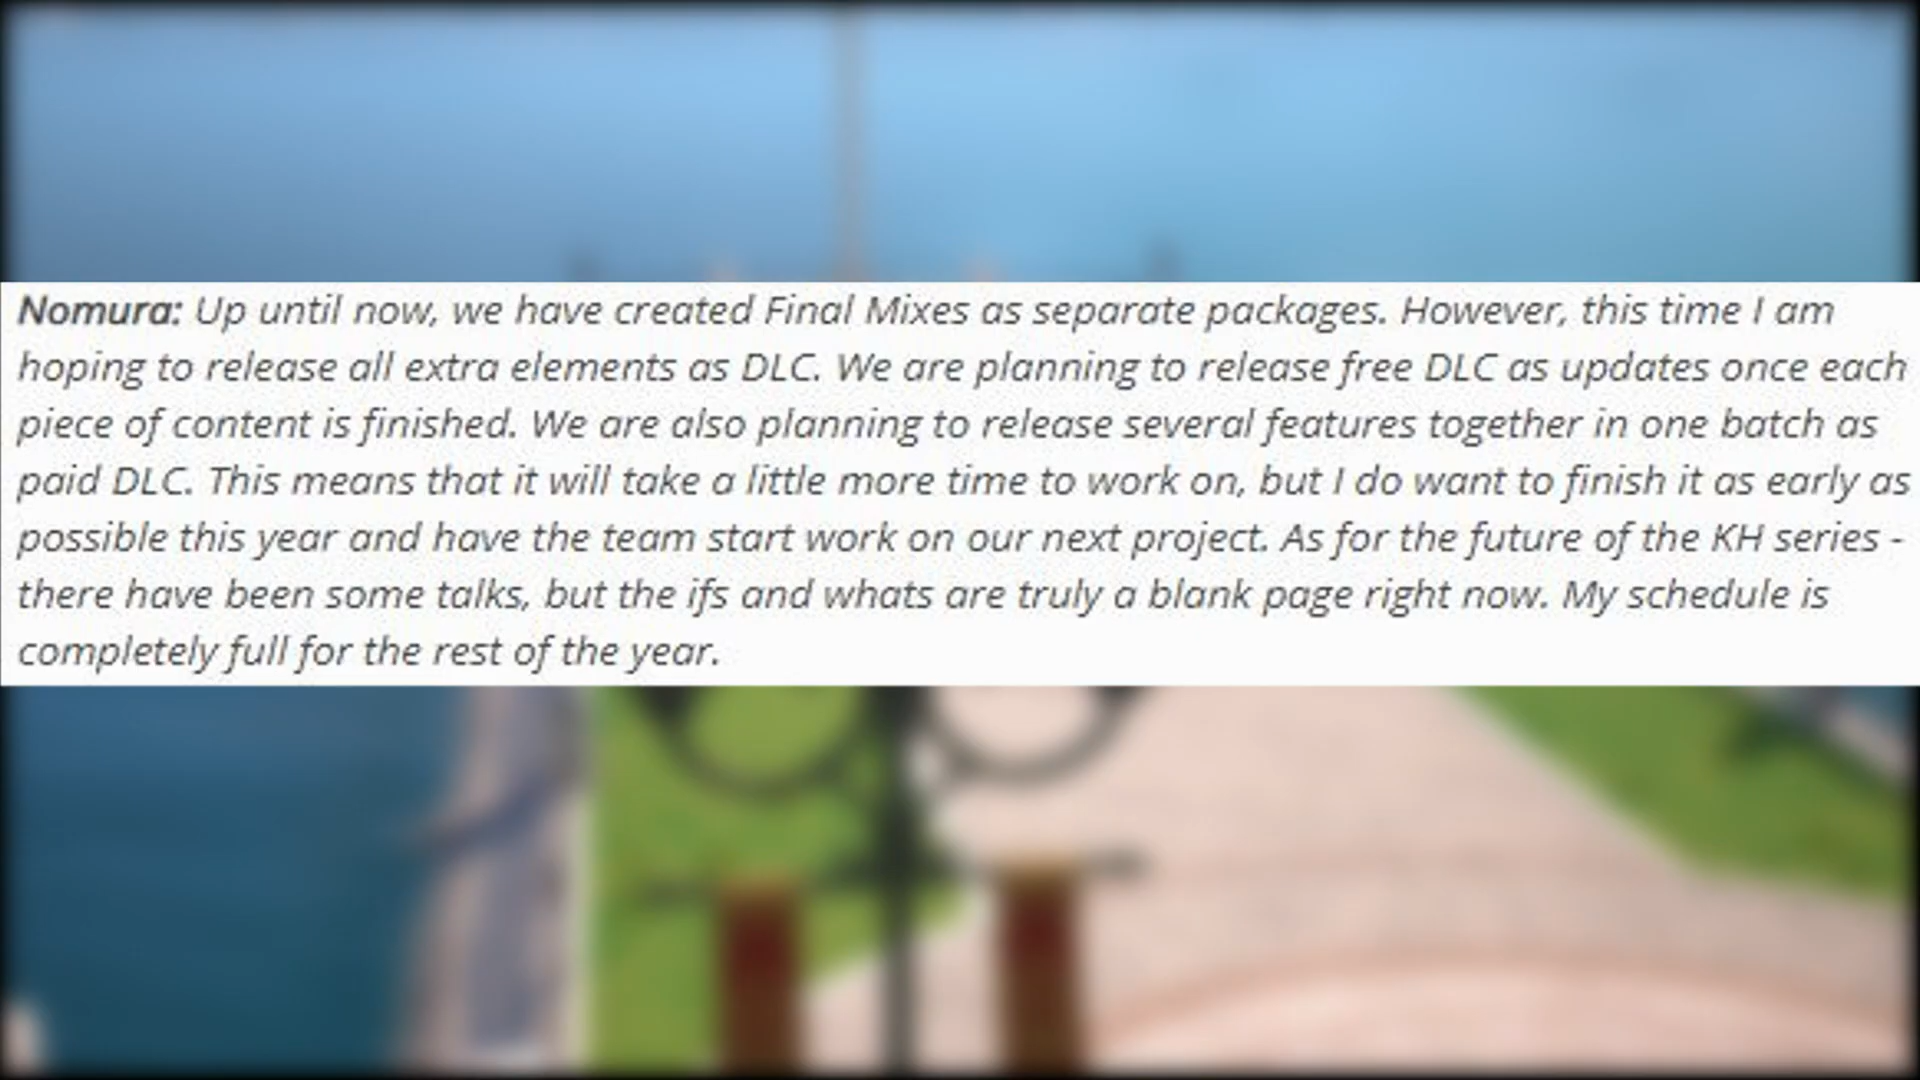 Nomura: Up until now, we have created Final Mixes as separate packages. However, this time I am
hoping to release all extra elements as DLC. We are planning to release free DLC as updates once each
piece of content is finished. We are also planning to release several features together in one batch as
paid DLC. This means that it will take a little more time to work on, but I do want to finish it as early as
possible this year and have the team start work on our next project. As for the future of the KH series -
there have been some talks, but the ifs and whats are truly a blank page right now. My schedule is
completely full for the rest of the year.